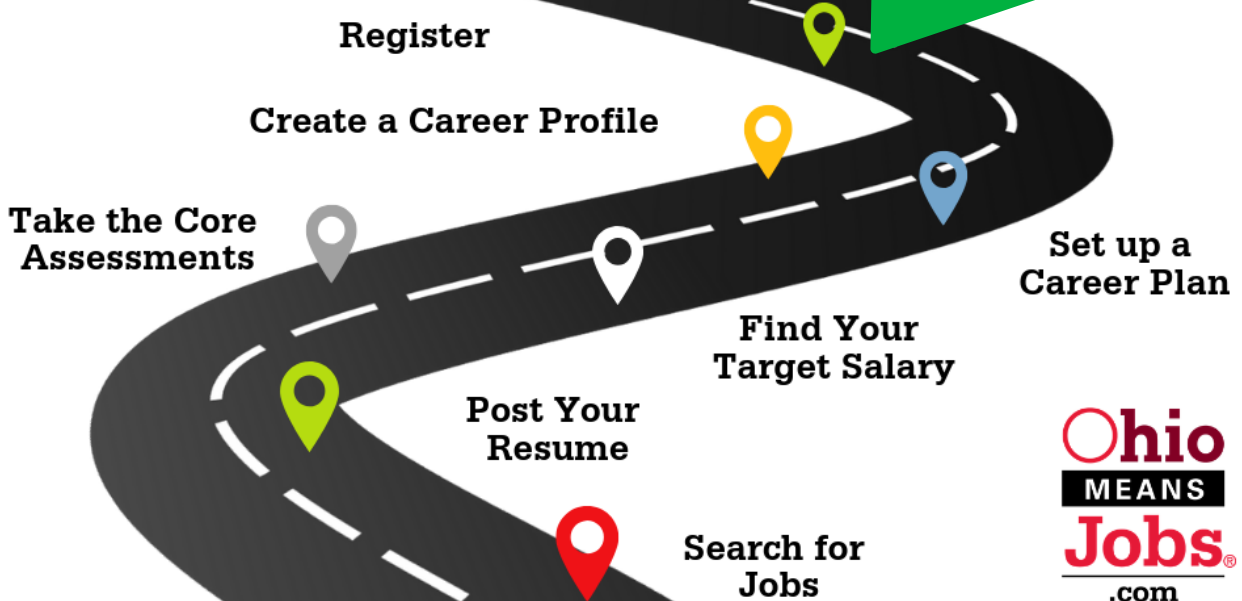 Register
Create a Career Profile
Take the Core
Assessments
Set up a
Career Plan
Find Your
Target Salary
Post Your
Resume
Search for
Jobs
Ohio
MEANS
Jobs®
.com